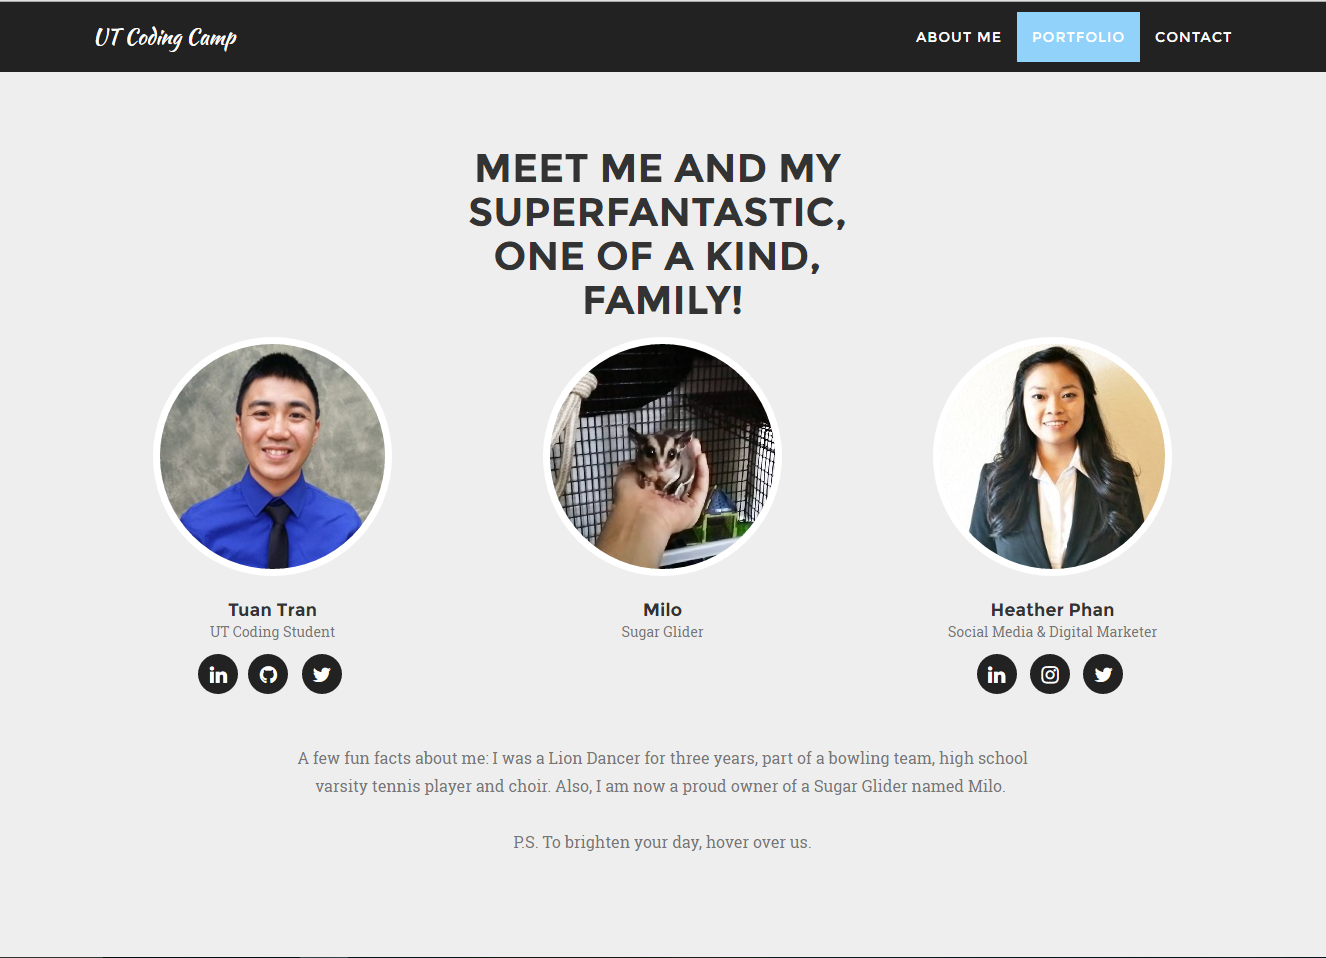 UT Coding Camp
ABOUT ME PORTFOLIO CONTACT
MEET ME AND MY
SUPERFANTASTIC,
ONE OF A KIND,
FAMILY!
Tuan Tran
UT Coding Student
in
Milo
Sugar Glider
Heather Phan
Social Media & Digital Marketer
in
A few fun facts about me: I was a Lion Dancer for three years, part of a bowling team, high school
varsity tennis player and choir. Also, I am now a proud owner of a Sugar Glider named Milo.
P.S. To brighten your day, hover over us.